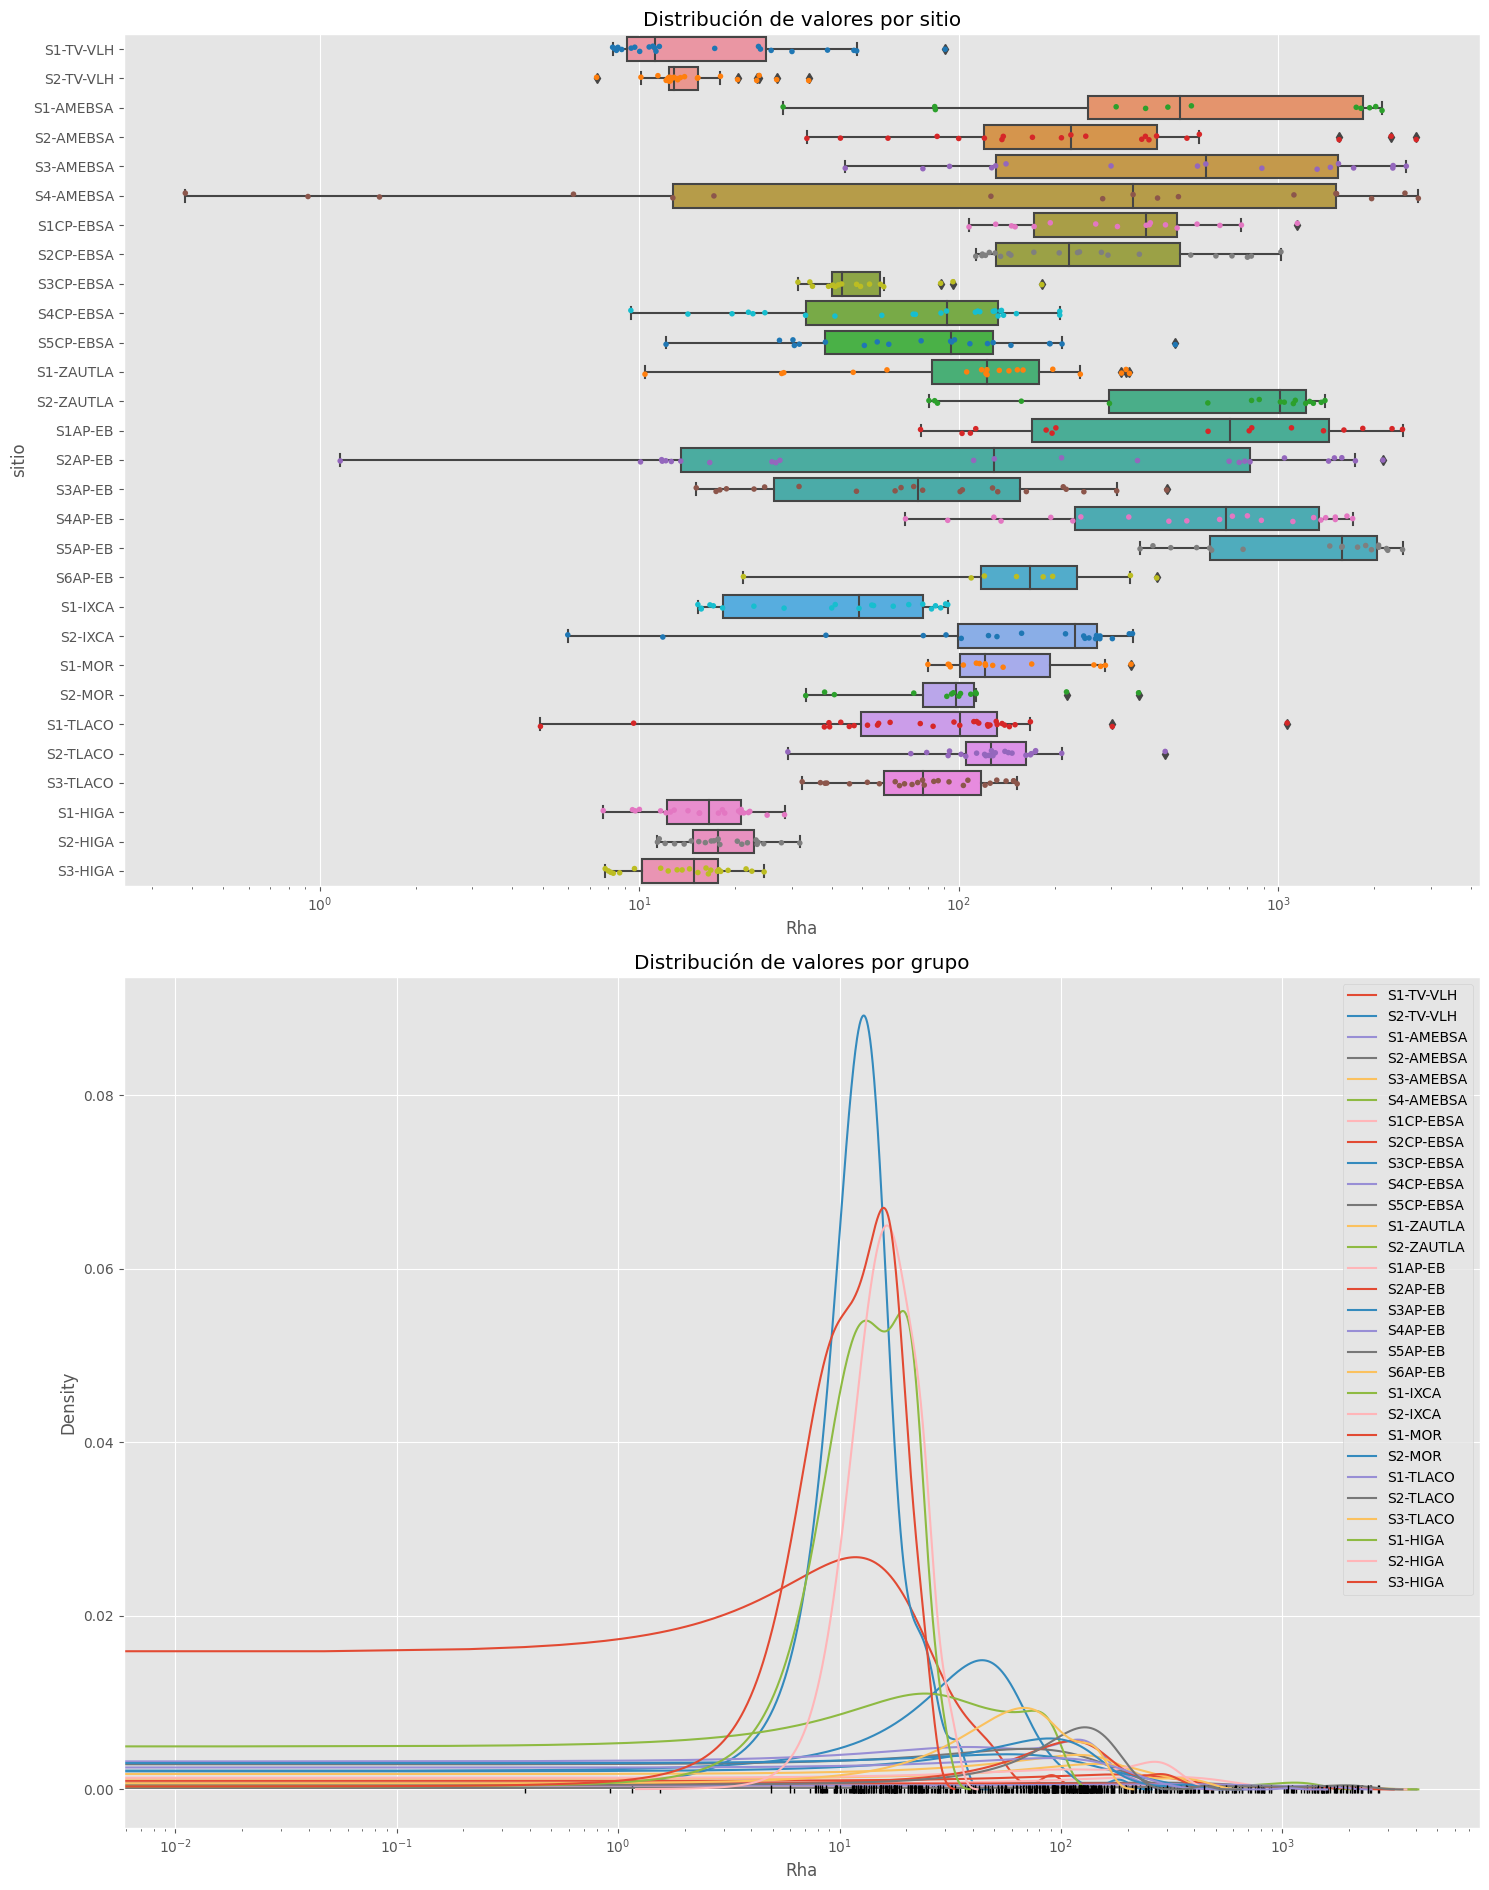 Distribución de valores por sitio
sitio
S1-TV-VLH
S2-TV-VLH
S1-AMEBSA
S2-AMEBSA
S3-AMEBSA
S4-AMEBSA
S1CP-EBSA
S2CP-EBSA
S3CP-EBSA
S4CP-EBSA
S5CP-EBSA
S1-ZAUTLA
S2-ZAUTLA
S1AP-EB
S2AP-EB
S3AP-EB
S4AP-EB
S5AP-EB
S6AP-EB
S1-IXCA
S2-IXCA
S1-MOR
S2-MOR
S1-TLACO
S2-TLACO
S3-TLACO
S1-HIGA
S2-HIGA
S3-HIGA
10⁰ 10¹ 10² 10³
Rha
Distribución de valores por grupo
Density
0.08
0.06
0.04
0.02
0.00
S1-TV-VLH
S2-TV-VLH
S1-AMEBSA
S2-AMEBSA
S3-AMEBSA
S4-AMEBSA
S1CP-EBSA
S2CP-EBSA
S3CP-EBSA
S4CP-EBSA
S5CP-EBSA
S1-ZAUTLA
S2-ZAUTLA
S1AP-EB
S2AP-EB
S3AP-EB
S4AP-EB
S5AP-EB
S6AP-EB
S1-IXCA
S2-IXCA
S1-MOR
S2-MOR
S1-TLACO
S2-TLACO
S3-TLACO
S1-HIGA
S2-HIGA
S3-HIGA
10⁻² 10⁻¹ 10⁰ 10¹ 10² 10³
Rha